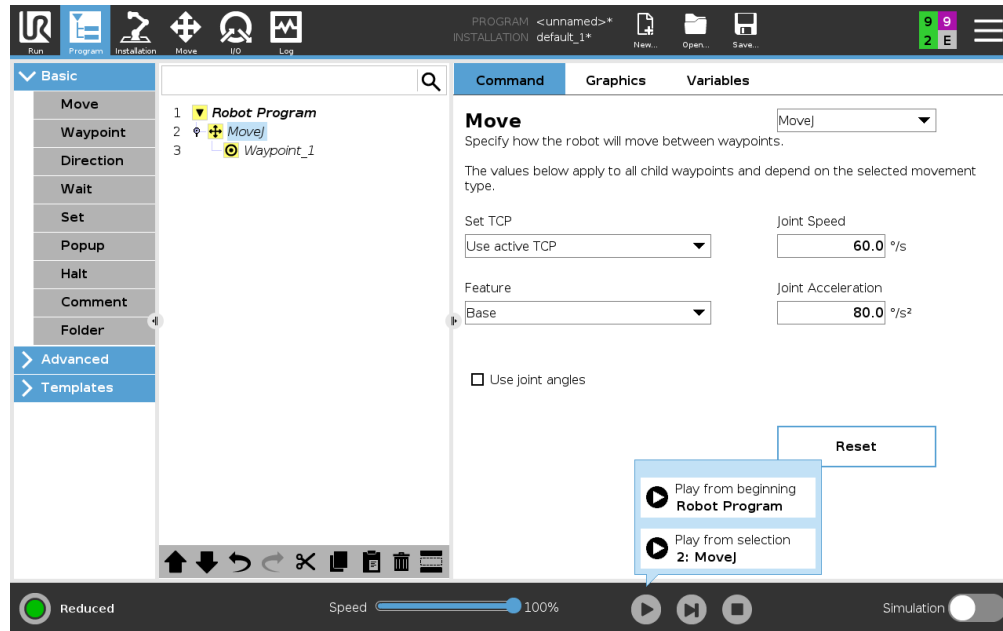 PROGRAM <unnamed>*
INSTALLATION default_1*
Run
Program
Installation
Move
I/O
Log
New...
Open...
Save...
9 9
2 E
Basic
Move
Waypoint
Direction
Wait
Set
Popup
Halt
Comment
Folder
Advanced
Templates
1 Robot Program
2 MoveJ
3 Waypoint_1
Command Graphics Variables
Move
MoveJ
Specify how the robot will move between waypoints.
The values below apply to all child waypoints and depend on the selected movement
type.
Set TCP
Joint Speed
Use active TCP
60.0 °/s
Feature
Joint Acceleration
Base
80.0 °/s²
Use joint angles
Reset
Play from beginning
Robot Program
Play from selection
2: MoveJ
Reduced
Speed
100%
Simulation